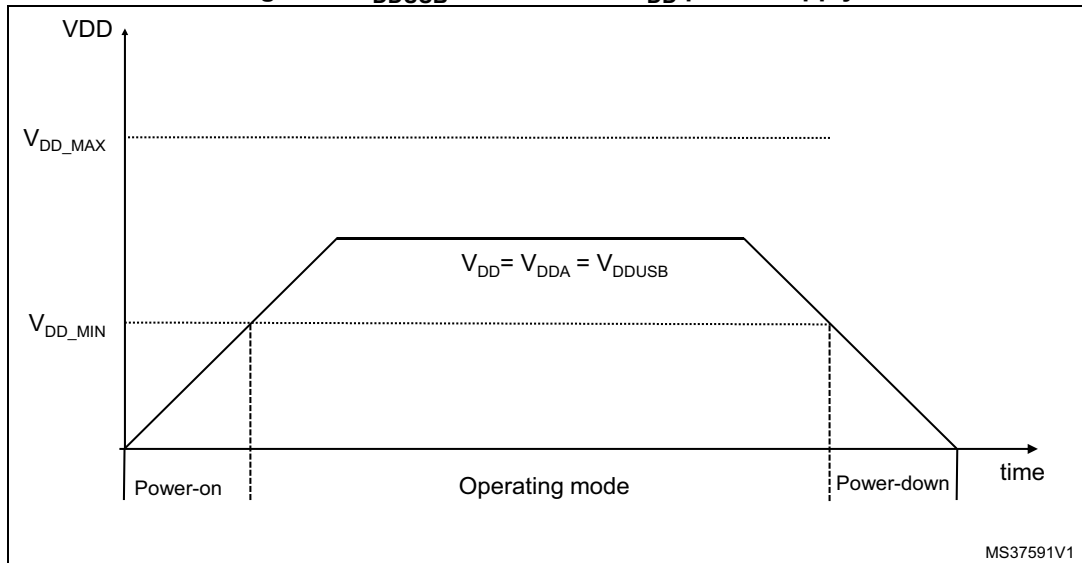 VDD
V_DD_MAX
V_DD= V_DDA = V_DDUSB
V_DD_MIN
time
Power-on
Operating mode
Power-down
MS37591V1